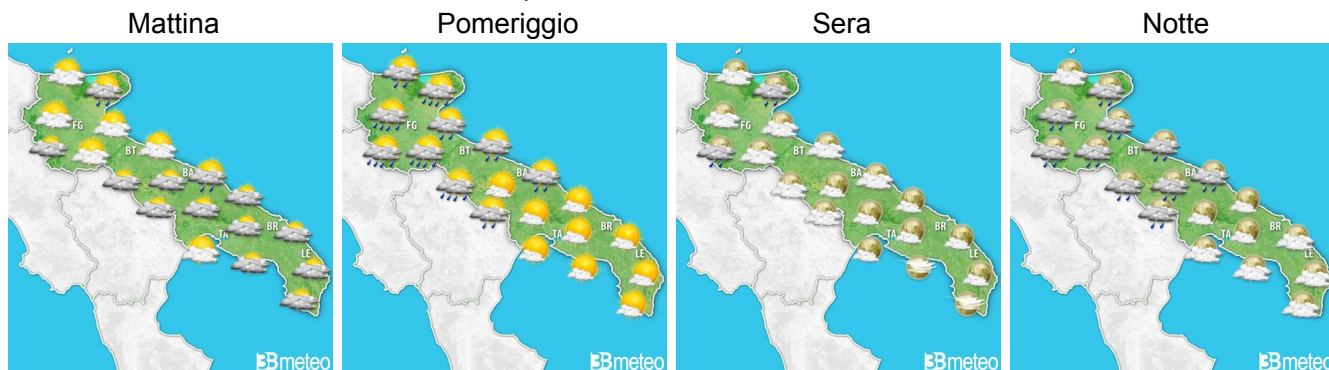 Mattina
Pomeriggio
Sera
Notte
FG
BT
BA
TA
BR
LE
3Bmeteo
FG
BT
BA
TA
BR
LE
3Bmeteo
FG
BT
BA
TA
BR
LE
3Bmeteo
FG
BT
BA
TA
BR
LE
3Bmeteo